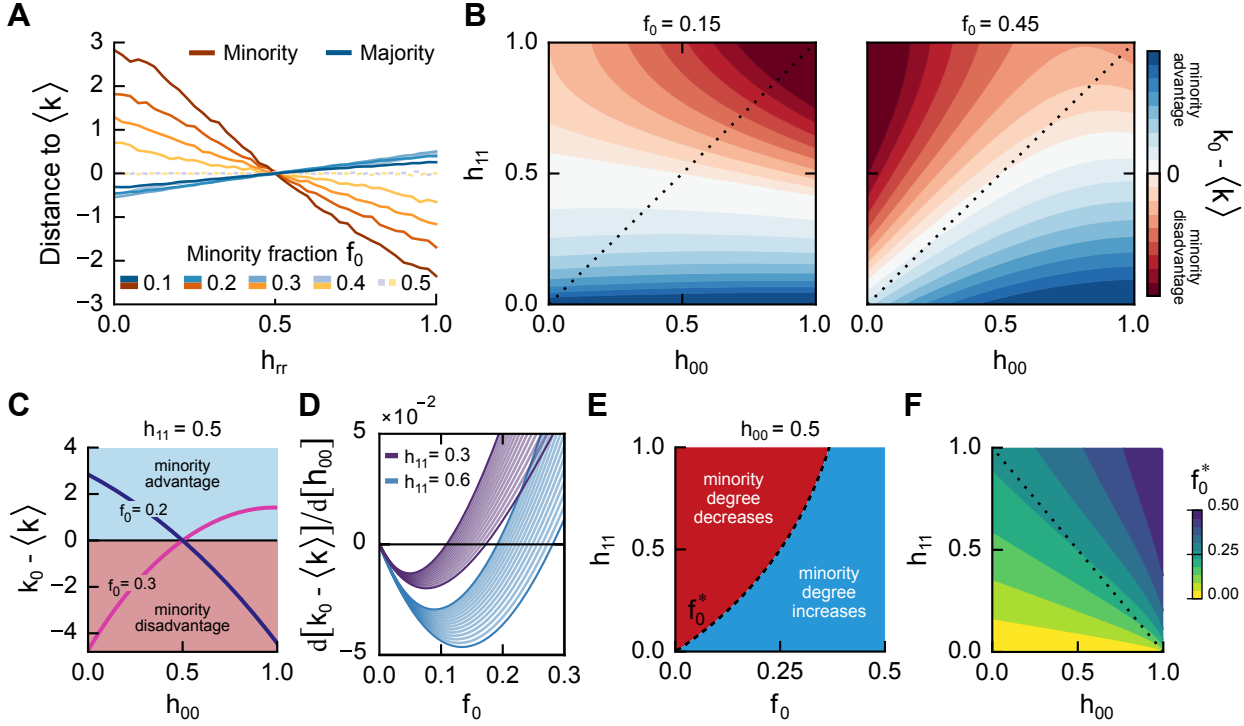 A
Minority Majority
Distance to ⟨k⟩
3
2
1
0
−1
−2
−3
Minority fraction f₀
0.1 0.2 0.3 0.4 0.5
0.0 0.5 1.0
h_rr
B
f₀ = 0.15 f₀ = 0.45
h₁₁
1.0
0.5
0.0
0.0 0.5 1.0
h₀₀
0.0 0.5 1.0
h₀₀
minority advantage
0
minority disadvantage
k₀ - ⟨k⟩
C
h₁₁ = 0.5
k₀ - ⟨k⟩
4
2
0
−2
−4
minority
advantage
f₀ = 0.2
f₀ = 0.3
minority
disadvantage
0.0 0.5 1.0
h₀₀
D
×10⁻²
d[k₀ - ⟨k⟩]/d[h₀₀]
5
0
−5
h₁₁ = 0.3
h₁₁ = 0.6
0.0 0.1 0.2 0.3
f₀
E
h₀₀ = 0.5
h₁₁
1.0
0.5
1.0
minority
degree
decreases
minority
degree
increases
f₀*
0.0 0.25 0.5
f₀
F
h₁₁
1.0
0.5
0.0
0.0 0.5 1.0
h₀₀
f₀*
0.50
0.25
0.00